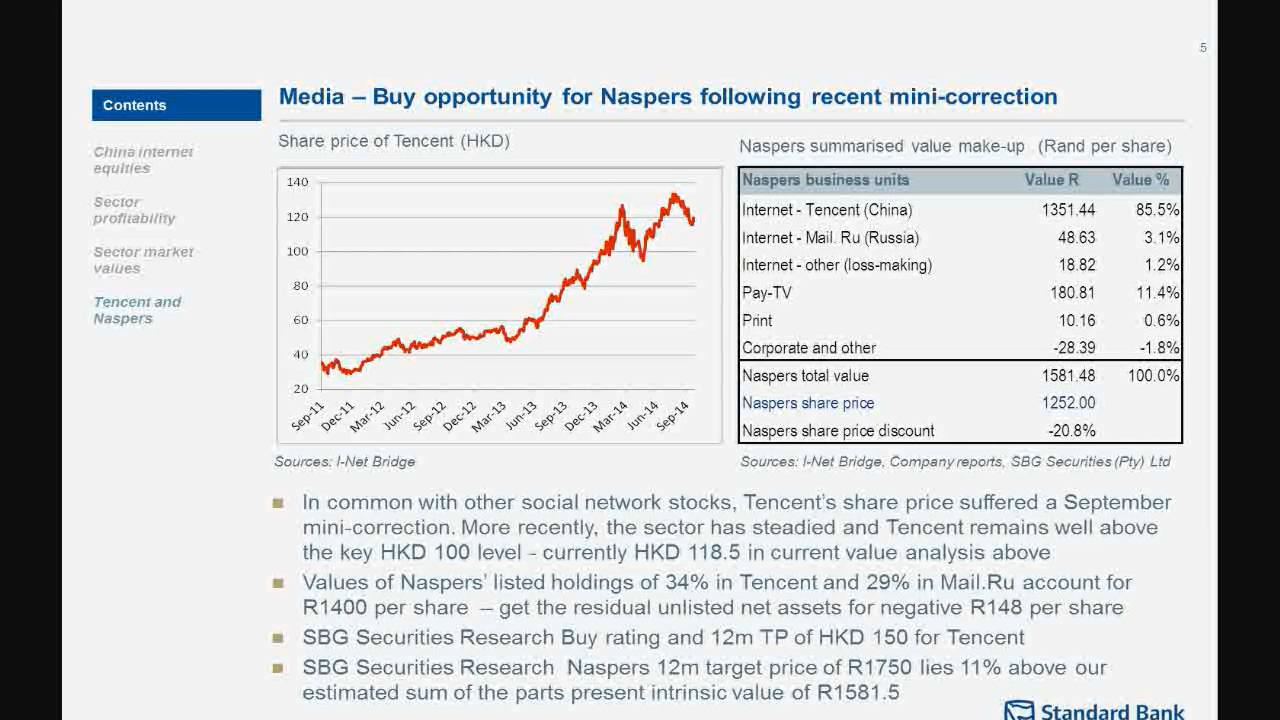 5
Contents
Media – Buy opportunity for Naspers following recent mini-correction
China internet
equities
Sector
profitability
Sector market
values
Tencent and
Naspers
Share price of Tencent (HKD)
140
120
100
80
60
40
20
Sep-11 Dec-11 Mar-12 Jun-12 Sep-12 Dec-12 Mar-13 Jun-13 Sep-13 Dec-13 Mar-14 Jun-14 Sep-14
Sources: I-Net Bridge
Naspers summarised value make-up (Rand per share)
Naspers business units Value R Value %
Internet - Tencent (China) 1351.44 85.5%
Internet - Mail. Ru (Russia) 48.63 3.1%
Internet - other (loss-making) 18.82 1.2%
Pay-TV 180.81 11.4%
Print 10.16 0.6%
Corporate and other -28.39 -1.8%
Naspers total value 1581.48 100.0%
Naspers share price 1252.00
Naspers share price discount -20.8%
Sources: I-Net Bridge, Company reports, SBG Securities (Pty) Ltd
In common with other social network stocks, Tencent's share price suffered a September
mini-correction. More recently, the sector has steadied and Tencent remains well above
the key HKD 100 level - currently HKD 118.5 in current value analysis above
Values of Naspers' listed holdings of 34% in Tencent and 29% in Mail.Ru account for
R1400 per share – get the residual unlisted net assets for negative R148 per share
SBG Securities Research Buy rating and 12m TP of HKD 150 for Tencent
SBG Securities Research Naspers 12m target price of R1750 lies 11% above our
estimated sum of the parts present intrinsic value of R1581.5
Standard Bank